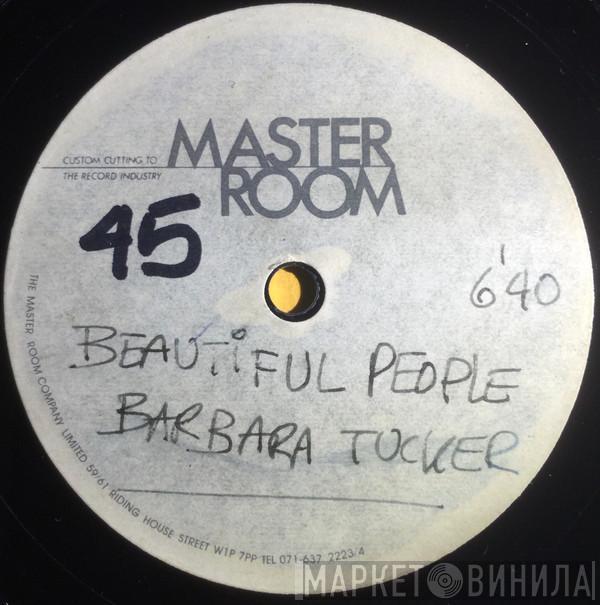 CUSTOM CUTTING TO
THE RECORD INDUSTRY
MASTER
ROOM
45
6'40
BEAUTiFUL PEOPLE
BARBARA TUCKER
THE MASTER ROOM COMPANY LIMITED 59/61 RIDING HOUSE STREET W1P 7PP TEL 071-637 2223/4
МАРКЕТ ВИНИЛА